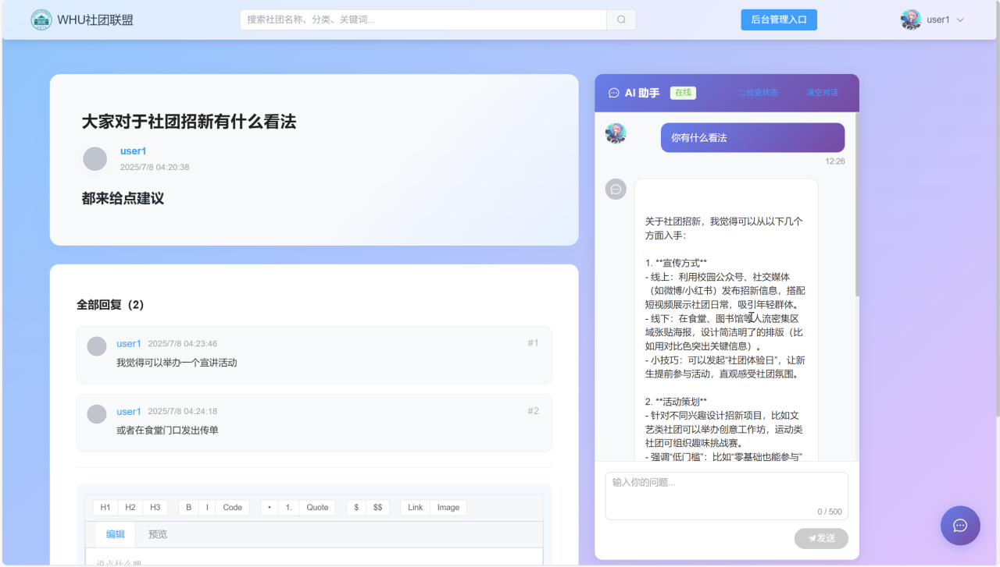 WHU社团联盟
搜索社团名称、分类、关键词...
后台管理入口
user1
大家对于社团招新有什么看法
user1
2025/7/8 04:20:38
都来给点建议
全部回复（2）
user1 2025/7/8 04:23:46 #1
我觉得可以举办一个宣讲活动
user1 2025/7/8 04:24:18 #2
或者在食堂门口发出传单
H1 H2 H3 B I Code • 1. Quote $ $$ Link Image
编辑 预览
说点什么吧
AI 助手 在线 检查状态 清空对话
你有什么看法
12:26
关于社团招新，我觉得可以从以下几个
方面入手：
1. **宣传方式**
- 线上：利用校园公众号、社交媒体
（如微博/小红书）发布招新信息，搭配
短视频展示社团日常，吸引年轻群体。
- 线下：在食堂、图书馆等人流密集区
域张贴海报，设计简洁明了的排版（比
如用对比色突出关键信息）。
- 小技巧：可以发起“社团体验日”，让新
生提前参与活动，直观感受社团氛围。
2. **活动策划**
- 针对不同兴趣设计招新项目，比如文
艺类社团可以举办创意工作坊，运动类
社团可组织趣味挑战赛。
- 强调“低门槛”：比如“零基础也能参与”
输入你的问题...
0 / 500
发送